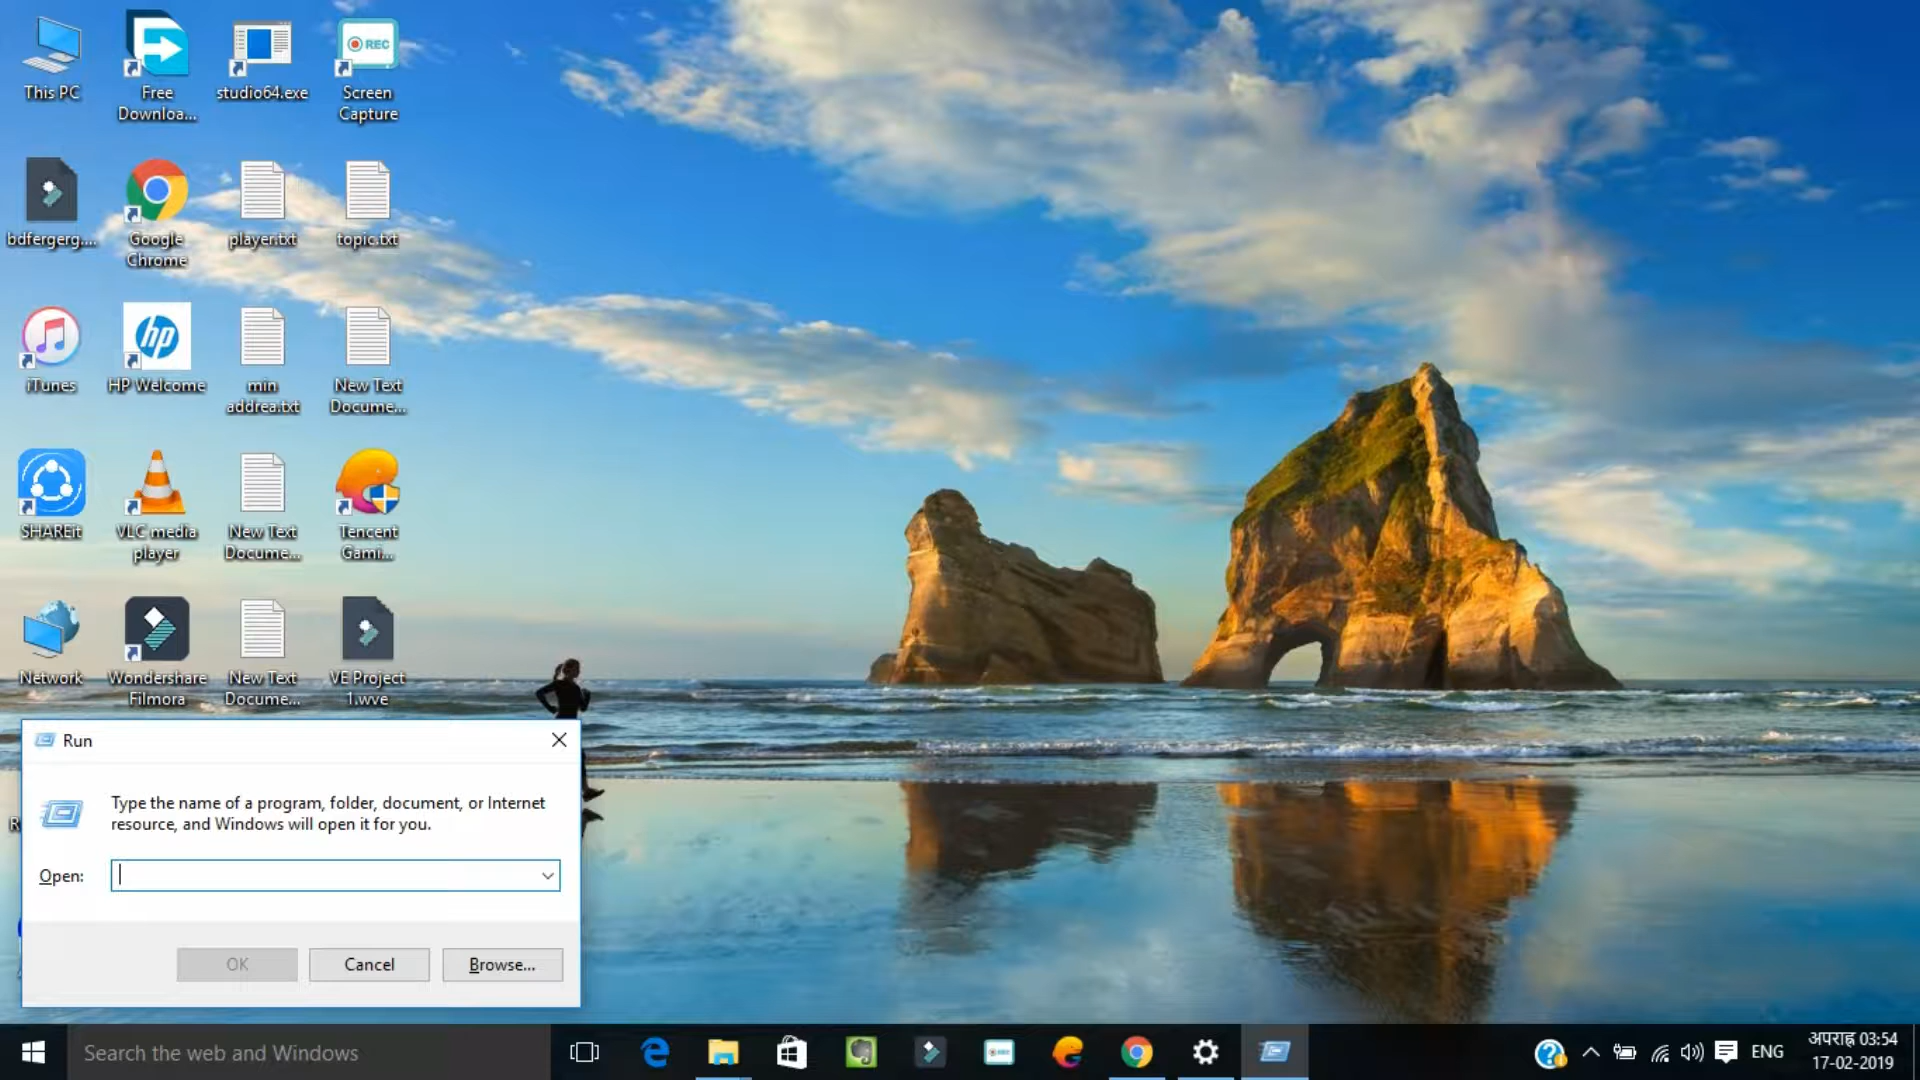 This PC
Free
Downloa...
studio64.exe
Screen
Capture
REC
bdfergerg....
Google
Chrome
player.txt
topic.txt
iTunes
hp
HP Welcome
min
addrea.txt
New Text
Docume...
SHAREit
VLC media
player
New Text
Docume...
Tencent
Gami...
Network
Wondershare
Filmora
New Text
Docume...
VE Project
1.wve
Run
Type the name of a program, folder, document, or Internet
resource, and Windows will open it for you.
R
Open:
OK
Cancel
Browse...
Search the web and Windows
ENG
अपराह्न 03:54
17-02-2019